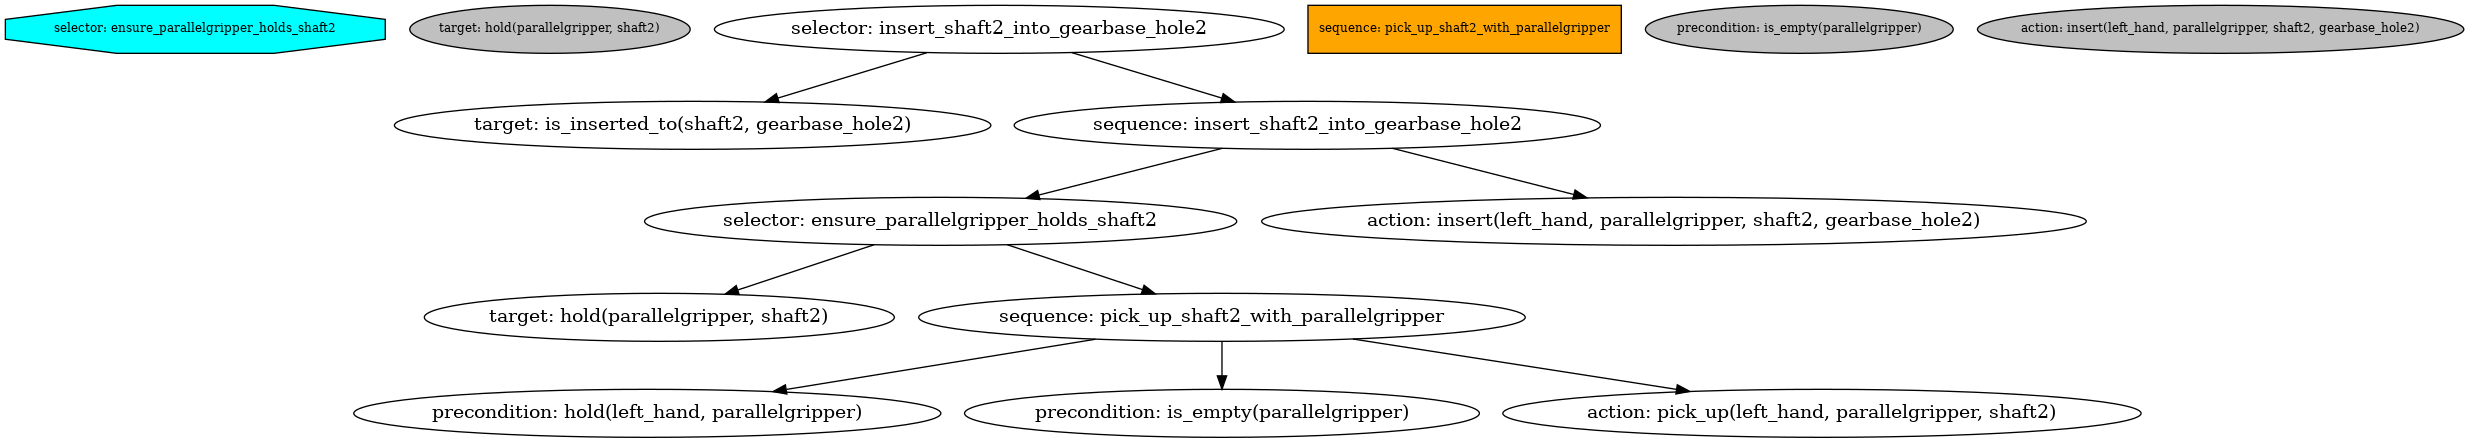 selector: ensure_parallelgripper_holds_shaft2
target: hold(parallelgripper, shaft2)
selector: insert_shaft2_into_gearbase_hole2
sequence: pick_up_shaft2_with_parallelgripper
precondition: is_empty(parallelgripper)
action: insert(left_hand, parallelgripper, shaft2, gearbase_hole2)
target: is_inserted_to(shaft2, gearbase_hole2)
sequence: insert_shaft2_into_gearbase_hole2
selector: ensure_parallelgripper_holds_shaft2
action: insert(left_hand, parallelgripper, shaft2, gearbase_hole2)
target: hold(parallelgripper, shaft2)
sequence: pick_up_shaft2_with_parallelgripper
precondition: hold(left_hand, parallelgripper)
precondition: is_empty(parallelgripper)
action: pick_up(left_hand, parallelgripper, shaft2)